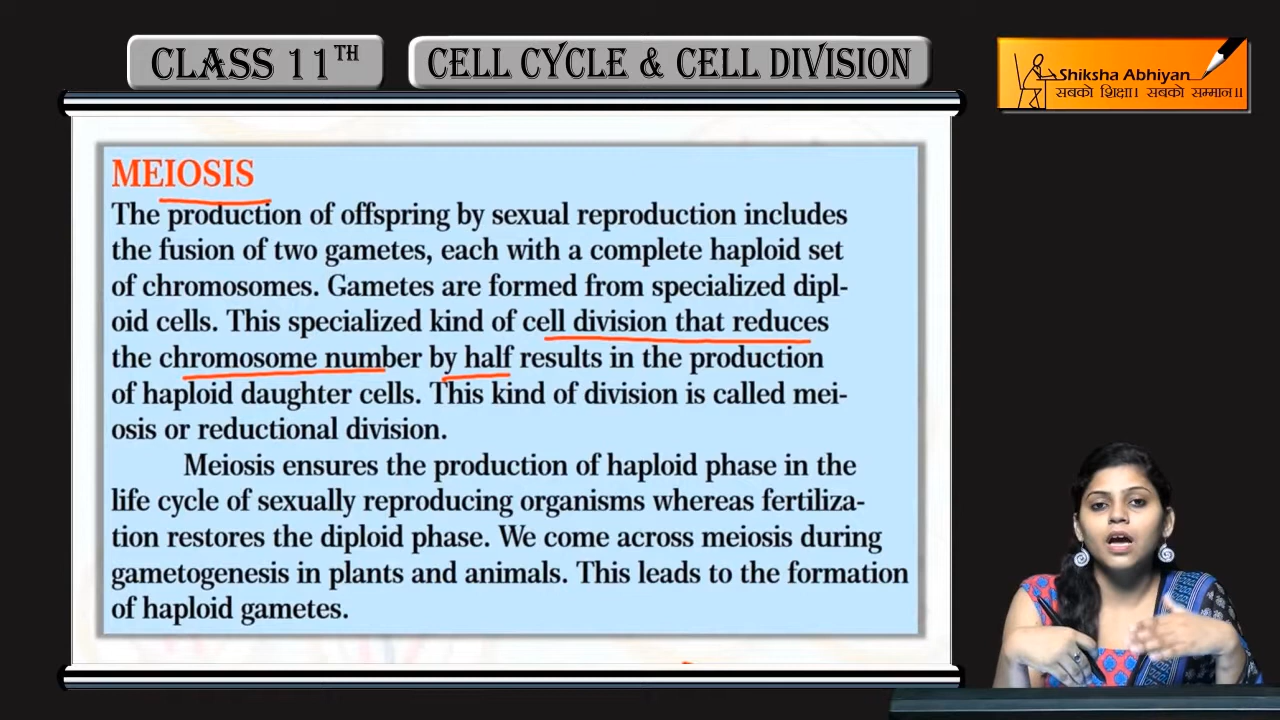 CLASS 11TH
CELL CYCLE & CELL DIVISION
Shiksha Abhiyan
सबको शिक्षा। सबको सम्मान॥
MEIOSIS
The production of offspring by sexual reproduction includes
the fusion of two gametes, each with a complete haploid set
of chromosomes. Gametes are formed from specialized dipl-
oid cells. This specialized kind of cell division that reduces
the chromosome number by half results in the production
of haploid daughter cells. This kind of division is called mei-
osis or reductional division.
Meiosis ensures the production of haploid phase in the
life cycle of sexually reproducing organisms whereas fertiliza-
tion restores the diploid phase. We come across meiosis during
gametogenesis in plants and animals. This leads to the formation
of haploid gametes.